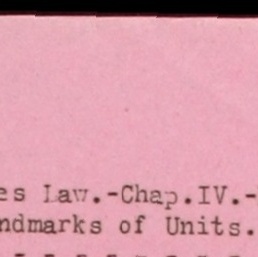 es Law.-Chap.IV.-
ndmarks of Units.